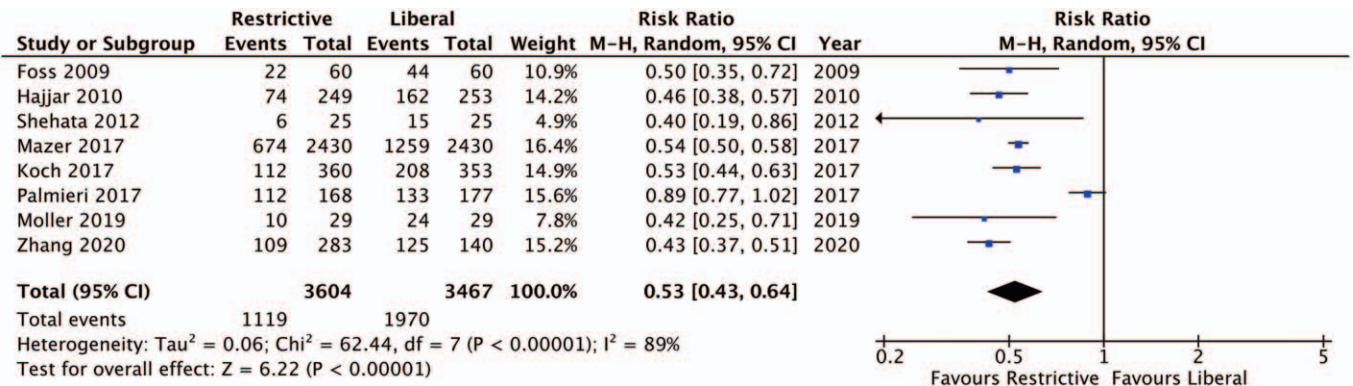 Restrictive Liberal Risk Ratio Risk Ratio
Study or Subgroup Events Total Events Total Weight M-H, Random, 95% CI Year M-H, Random, 95% CI
Foss 2009 22 60 44 60 10.9% 0.50 [0.35, 0.72] 2009
Hajjar 2010 74 249 162 253 14.2% 0.46 [0.38, 0.57] 2010
Shehata 2012 6 25 15 25 4.9% 0.40 [0.19, 0.86] 2012
Mazer 2017 674 2430 1259 2430 16.4% 0.54 [0.50, 0.58] 2017
Koch 2017 112 360 208 353 14.9% 0.53 [0.44, 0.63] 2017
Palmieri 2017 112 168 133 177 15.6% 0.89 [0.77, 1.02] 2017
Moller 2019 10 29 24 29 7.8% 0.42 [0.25, 0.71] 2019
Zhang 2020 109 283 125 140 15.2% 0.43 [0.37, 0.51] 2020
Total (95% CI) 3604 3467 100.0% 0.53 [0.43, 0.64]
Total events 1119 1970
Heterogeneity: Tau² = 0.06; Chi² = 62.44, df = 7 (P < 0.00001); I² = 89%
Test for overall effect: Z = 6.22 (P < 0.00001)
0.2 0.5 1 2 5
Favours Restrictive Favours Liberal